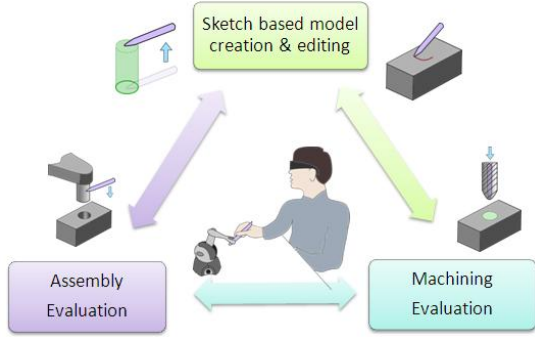 Sketch based model
creation & editing
Assembly
Evaluation
Machining
Evaluation